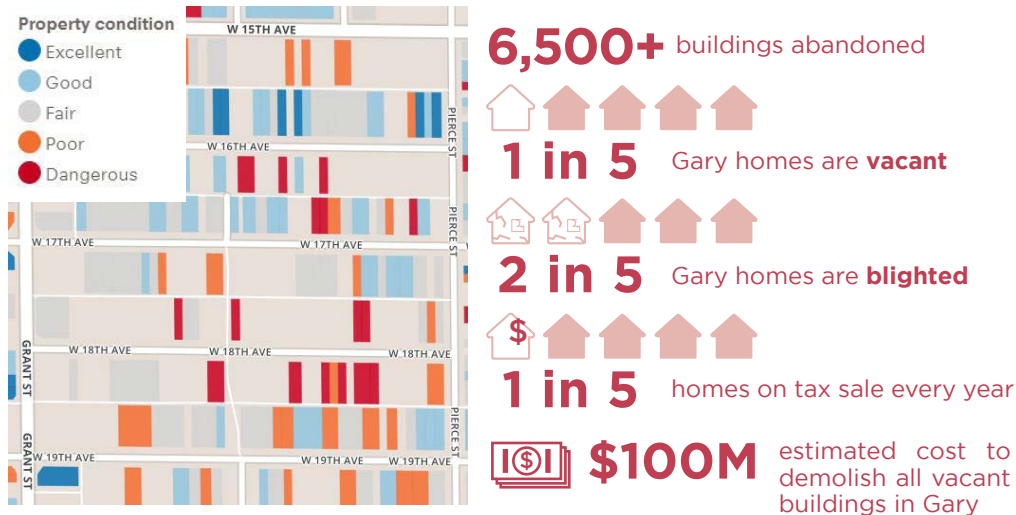 Property condition
Excellent
Good
Fair
Poor
Dangerous
W 15TH AVE
PIERCE ST
W 16TH AVE
PIERCE ST
W 17TH AVE
W 17TH AVE
GRANT ST
W 18TH AVE
W 18TH AVE
W 18TH AVE
PIERCE ST
GRANT ST
W 19TH AVE
W 19TH AVE
W 19TH AVE
6,500+ buildings abandoned
1 in 5 Gary homes are vacant
2 in 5 Gary homes are blighted
$
1 in 5 homes on tax sale every year
$
$100M estimated cost to
demolish all vacant
buildings in Gary